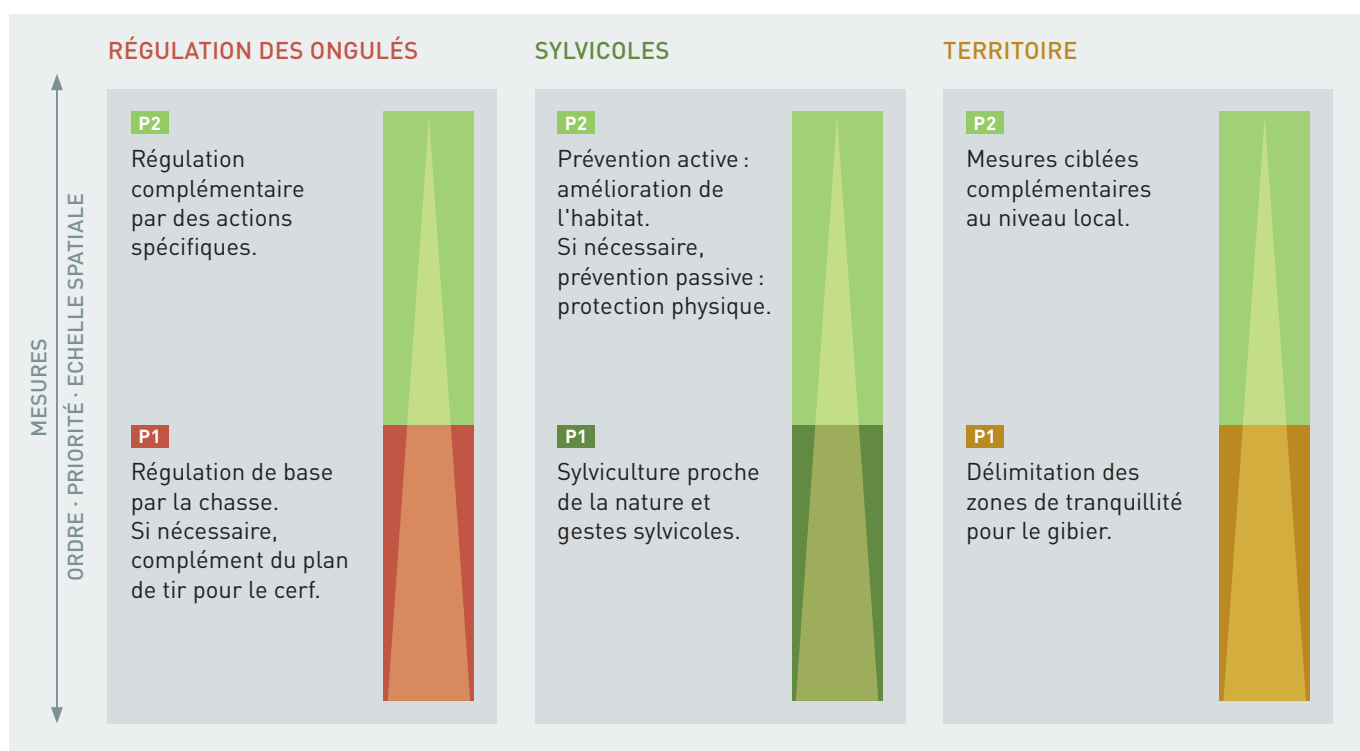 RÉGULATION DES ONGULÉS
P2
Régulation
complémentaire
par des actions
spécifiques.
P1
Régulation de base
par la chasse.
Si nécessaire,
complément du plan
de tir pour le cerf.
SYLVICOLES
P2
Prévention active :
amélioration de
l'habitat.
Si nécessaire,
prévention passive :
protection physique.
P1
Sylviculture proche
de la nature et
gestes sylvicoles.
TERRITOIRE
P2
Mesures ciblées
complémentaires
au niveau local.
P1
Délimitation des
zones de tranquillité
pour le gibier.
MESURES
ORDRE · PRIORITÉ · ECHELLE SPATIALE